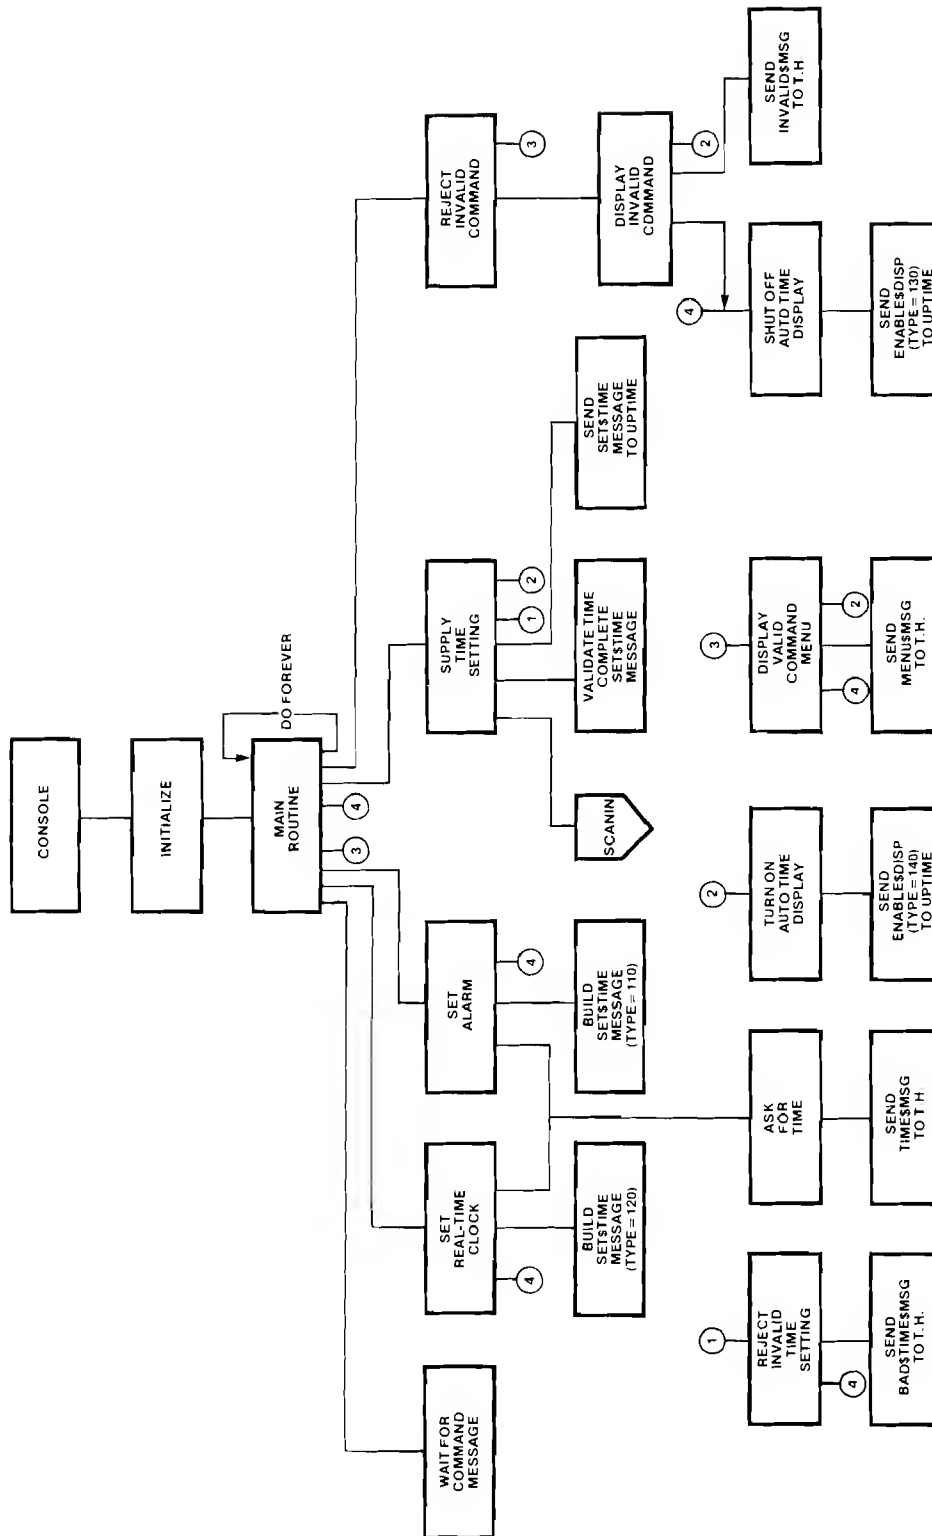 CONSOLE
INITIALIZE
MAIN
ROUTINE
DO FOREVER
3
4
WAIT FOR
COMMAND
MESSAGE
SET
REAL-TIME
CLOCK
4
SET
ALARM
4
SUPPLY
TIME
SETTING
1
2
REJECT
INVALID
COMMAND
3
BUILD
SET$TIME
MESSAGE
(TYPE = 120)
BUILD
SET$TIME
MESSAGE
(TYPE = 110)
SCANIN
VALIDATE TIME
COMPLETE
SET$TIME
MESSAGE
SEND
SET$TIME
MESSAGE
TO UPTIME
DISPLAY
INVALID
CDMMAND
2
1
REJECT
INVALID
TIME
SETTING
4
ASK
FOR
TIME
2
TURN ON
AUTO TIME
DISPLAY
3
DISPLAY
VALID
COMMAND
MENU
4
2
4
SHUT OFF
AUTD TIME
DISPLAY
SEND
INVALID$MSG
TO T.H.
SEND
BAD$TIME$MSG
TO T.H.
SEND
TIME$MSG
TO T H
SEND
ENABLE$DISP
(TYPE = 140)
TO UPTIME
SEND
MENU$MSG
TO T.H.
SEND
ENABLE$DISP
(TYPE = 130)
TO UPTIME